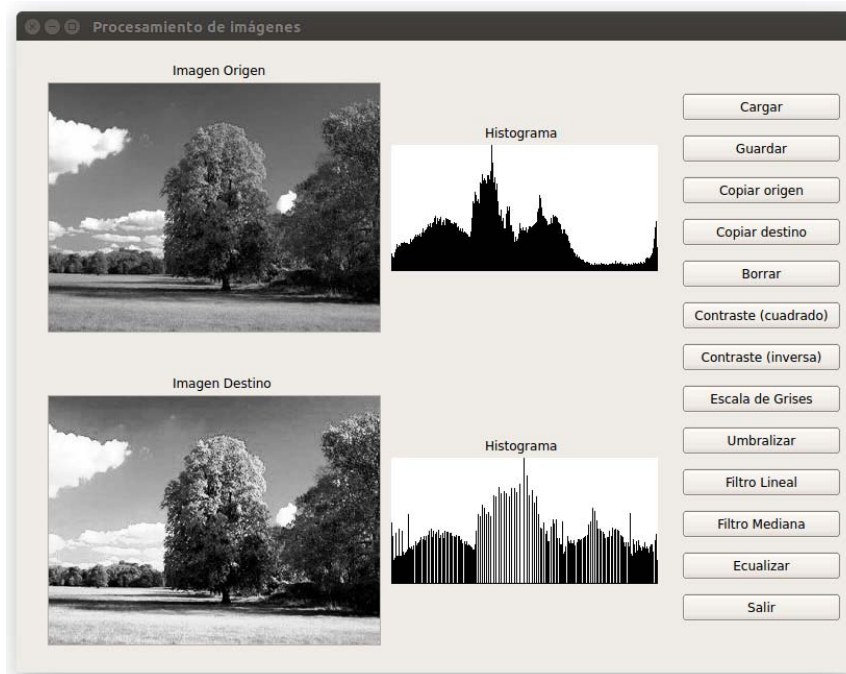 Procesamiento de imágenes
Imagen Origen
Histograma
Imagen Destino
Histograma
Cargar
Guardar
Copiar origen
Copiar destino
Borrar
Contraste (cuadrado)
Contraste (inversa)
Escala de Grises
Umbralizar
Filtro Lineal
Filtro Mediana
Ecualizar
Salir